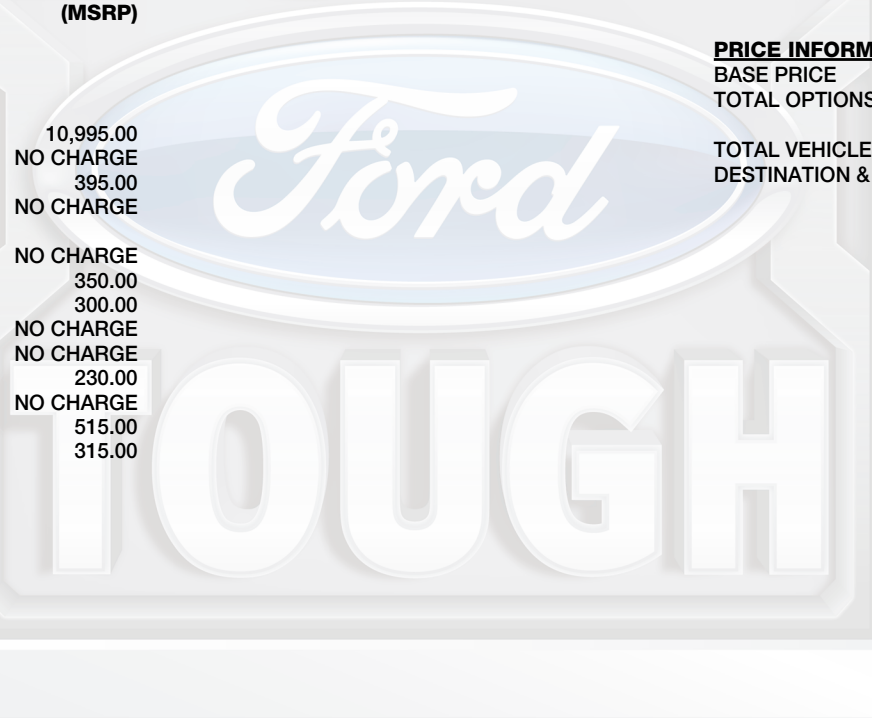 (MSRP)
10,995.00
NO CHARGE
395.00
NO CHARGE
NO CHARGE
350.00
300.00
NO CHARGE
NO CHARGE
230.00
NO CHARGE
515.00
315.00
PRICE INFORM
BASE PRICE
TOTAL OPTIONS
TOTAL VEHICLE
DESTINATION &
Ford
TOUGH